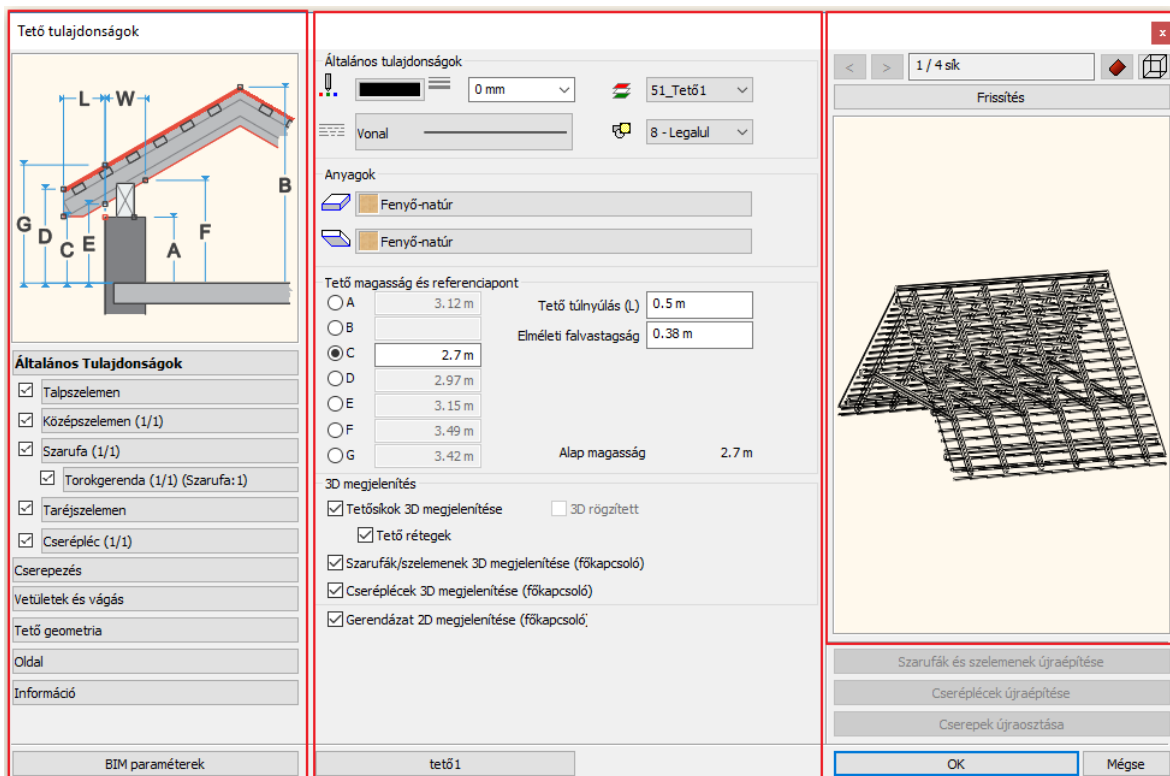 Tető tulajdonságok
x
L
W
B
G
D
C
E
A
F
Általános Tulajdonságok
Talpszelemen
Középszelemen (1/1)
Szarufa (1/1)
Torokgerenda (1/1) (Szarufa:1)
Taréjszelemen
Cserépléc (1/1)
Cserepezés
Vetületek és vágás
Tető geometria
Oldal
Információ
BIM paraméterek
Általános tulajdonságok
0 mm
51_Tető1
Vonal
8 - Legalul
Anyagok
Fenyő-natúr
Fenyő-natúr
Tető magasság és referenciapont
A 3.12 m Tető túlnyúlás (L) 0.5 m
B Elméleti falvastagság 0.38 m
C 2.7 m
D 2.97 m
E 3.15 m
F 3.49 m
G 3.42 m Alap magasság 2.7 m
3D megjelenítés
Tetősíkok 3D megjelenítése 3D rögzített
Tető rétegek
Szarufák/szelemenek 3D megjelenítése (főkapcsoló)
Cseréplécek 3D megjelenítése (főkapcsoló)
Gerendázat 2D megjelenítése (főkapcsoló)
tető1
< > 1 / 4 sík
Frissítés
Szarufák és szelemenek újraépítése
Cseréplécek újraépítése
Cserepek újraosztása
OK Mégse